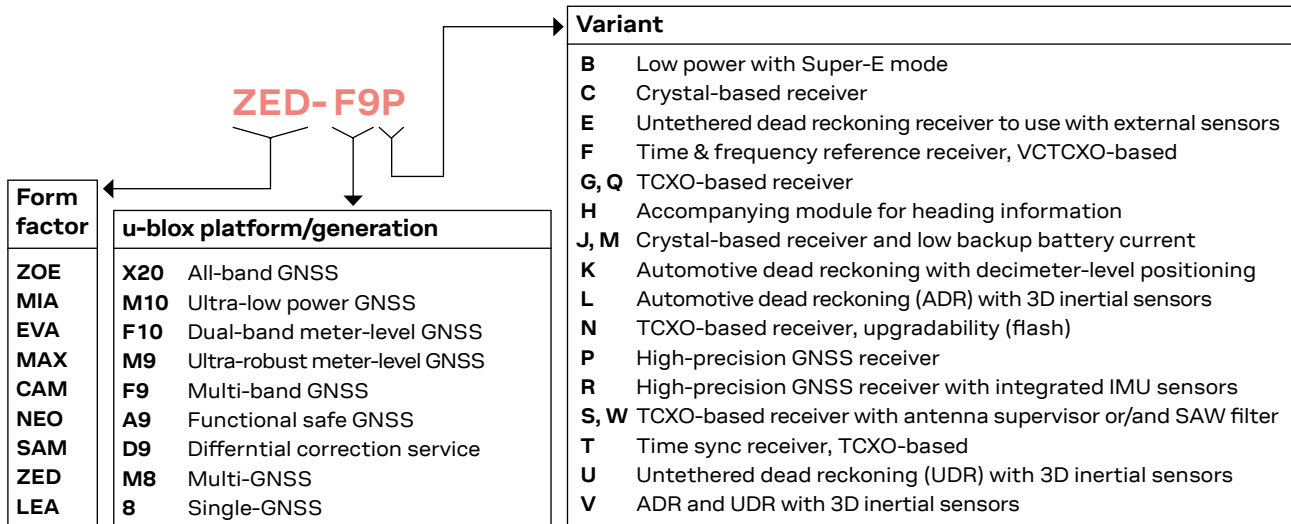 ZED-F9P
Form
factor
ZOE
MIA
EVA
MAX
CAM
NEO
SAM
ZED
LEA
u-blox platform/generation
X20 All-band GNSS
M10 Ultra-low power GNSS
F10 Dual-band meter-level GNSS
M9 Ultra-robust meter-level GNSS
F9 Multi-band GNSS
A9 Functional safe GNSS
D9 Differntial correction service
M8 Multi-GNSS
8 Single-GNSS
Variant
B Low power with Super-E mode
C Crystal-based receiver
E Untethered dead reckoning receiver to use with external sensors
F Time & frequency reference receiver, VCTCXO-based
G, Q TCXO-based receiver
H Accompanying module for heading information
J, M Crystal-based receiver and low backup battery current
K Automotive dead reckoning with decimeter-level positioning
L Automotive dead reckoning (ADR) with 3D inertial sensors
N TCXO-based receiver, upgradability (flash)
P High-precision GNSS receiver
R High-precision GNSS receiver with integrated IMU sensors
S, W TCXO-based receiver with antenna supervisor or/and SAW filter
T Time sync receiver, TCXO-based
U Untethered dead reckoning (UDR) with 3D inertial sensors
V ADR and UDR with 3D inertial sensors